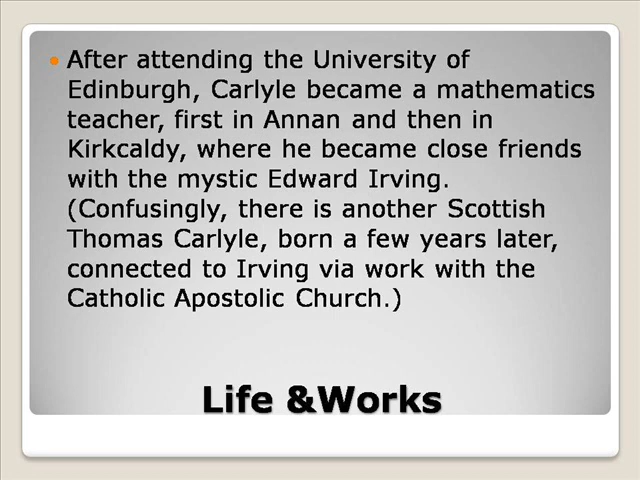 After attending the University of
Edinburgh, Carlyle became a mathematics
teacher, first in Annan and then in
Kirkcaldy, where he became close friends
with the mystic Edward Irving.
(Confusingly, there is another Scottish
Thomas Carlyle, born a few years later,
connected to Irving via work with the
Catholic Apostolic Church.)
Life &Works